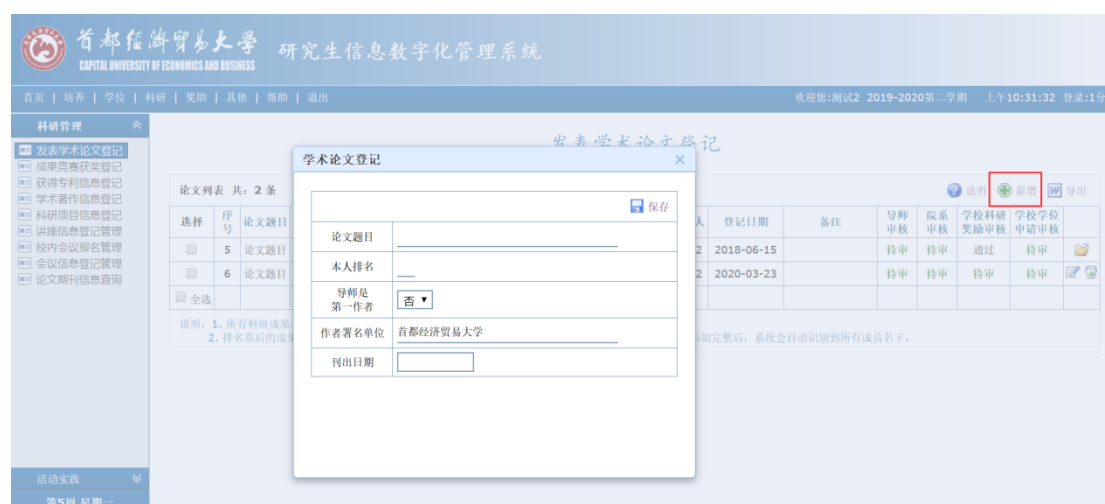 首都经济贸易大学 研究生信息数字化管理系统
CAPITAL UNIVERSITY OF ECONOMICS AND BUSINESS
首页 | 培养 | 学位 | 科研 | 奖助 | 其他 | 帮助 | 退出
欢迎您:测试2 2019-2020第二学期 上午10:31:32 登录:1分
科研管理
发表学术论文登记
成果竞赛获奖登记
获得专利信息登记
学术著作信息登记
科研项目信息登记
讲座信息登记管理
校内会议报名管理
会议信息登记管理
论文期刊信息查询
活动实践
第5周 星期一
发表学术论文登记
论文列表 共: 2 条
说明 新增 导出
选择 序号 论文题目 人 登记日期 备注 导师审核 院系审核 学校科研奖励审核 学校学位申请审核
5 论文题目 2 2018-06-15 待审 待审 通过 待审
6 论文题目 2 2020-03-23 待审 待审 待审 待审
全选
说明: 1. 所有科研成果
2. 排名靠后的成果 加完整后，系统会自动识别到所有成员名下。
学术论文登记 ×
保存
论文题目
本人排名
导师是
第一作者
否
作者署名单位 首都经济贸易大学
刊出日期